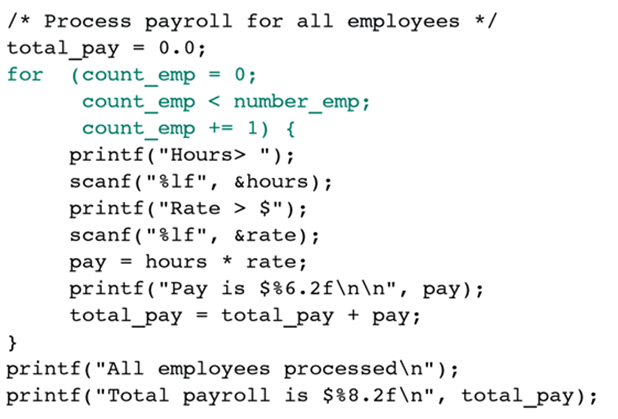 /* Process payroll for all employees */
total_pay = 0.0;
for  (count_emp = 0;
      count_emp < number_emp;
      count_emp += 1) {
     printf("Hours> ");
     scanf("%lf", &hours);
     printf("Rate > $");
     scanf("%lf", &rate);
     pay = hours * rate;
     printf("Pay is $%6.2f\n\n", pay);
     total_pay = total_pay + pay;
}
printf("All employees processed\n");
printf("Total payroll is $%8.2f\n", total_pay);